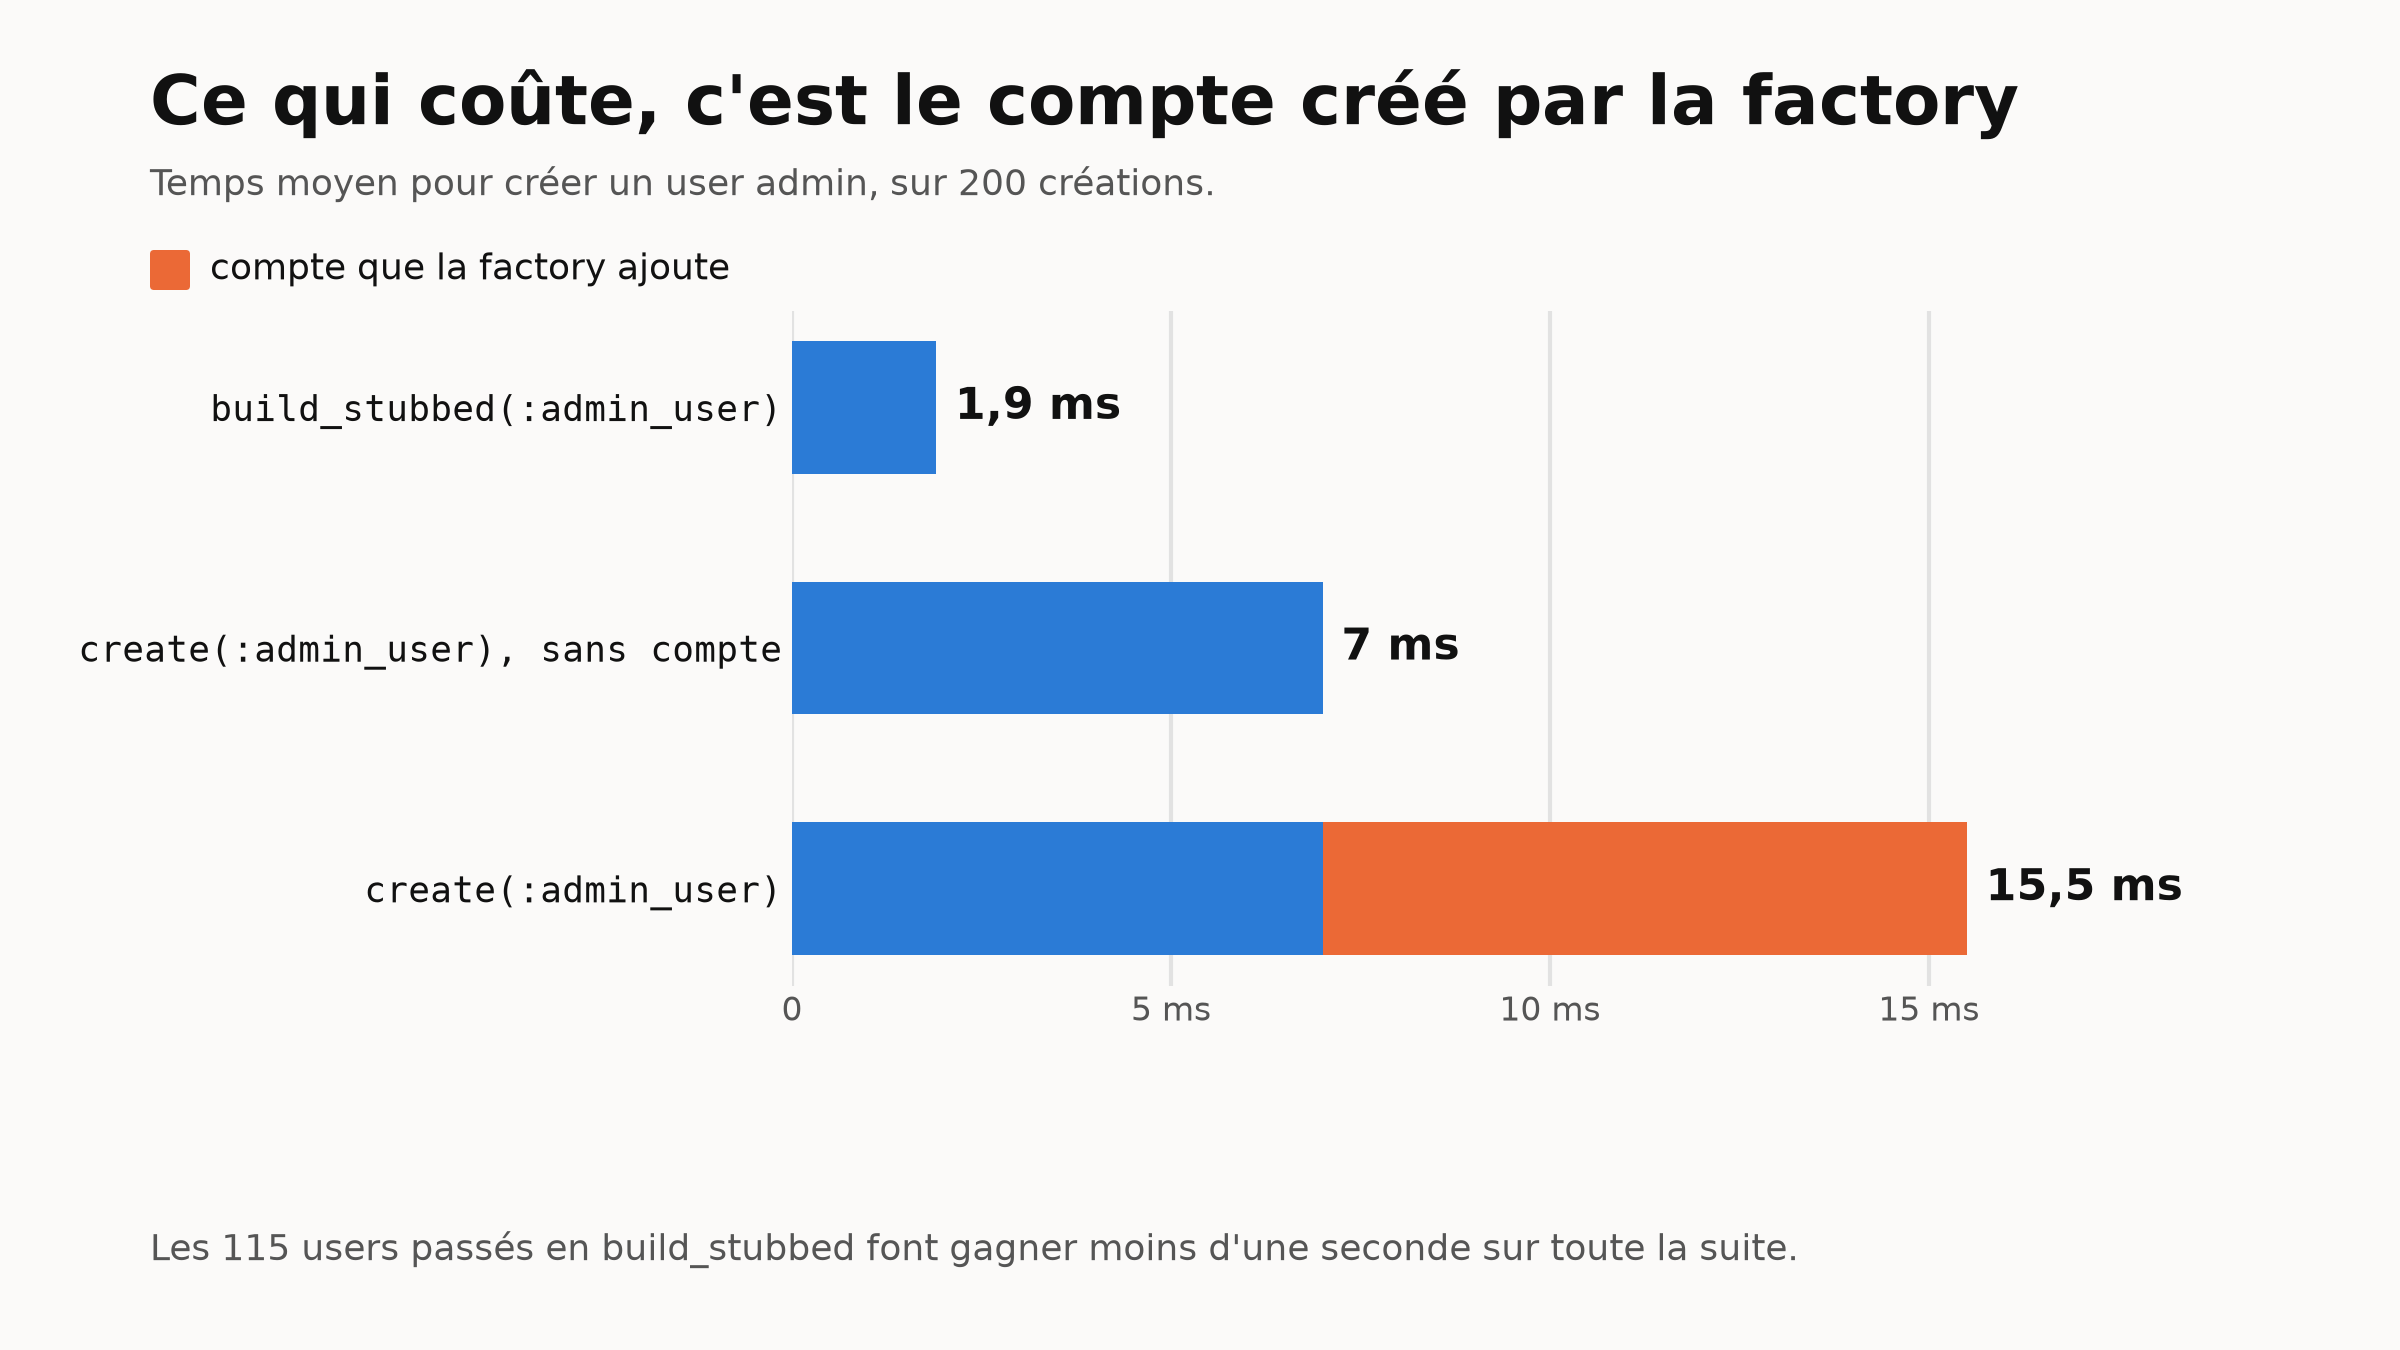 Ce qui coûte, c'est le compte créé par la factory
Temps moyen pour créer un user admin, sur 200 créations.
compte que la factory ajoute
build_stubbed(:admin_user)
1,9 ms
create(:admin_user), sans compte
7 ms
create(:admin_user)
15,5 ms
0
5 ms
10 ms
15 ms
Les 115 users passés en build_stubbed font gagner moins d'une seconde sur toute la suite.